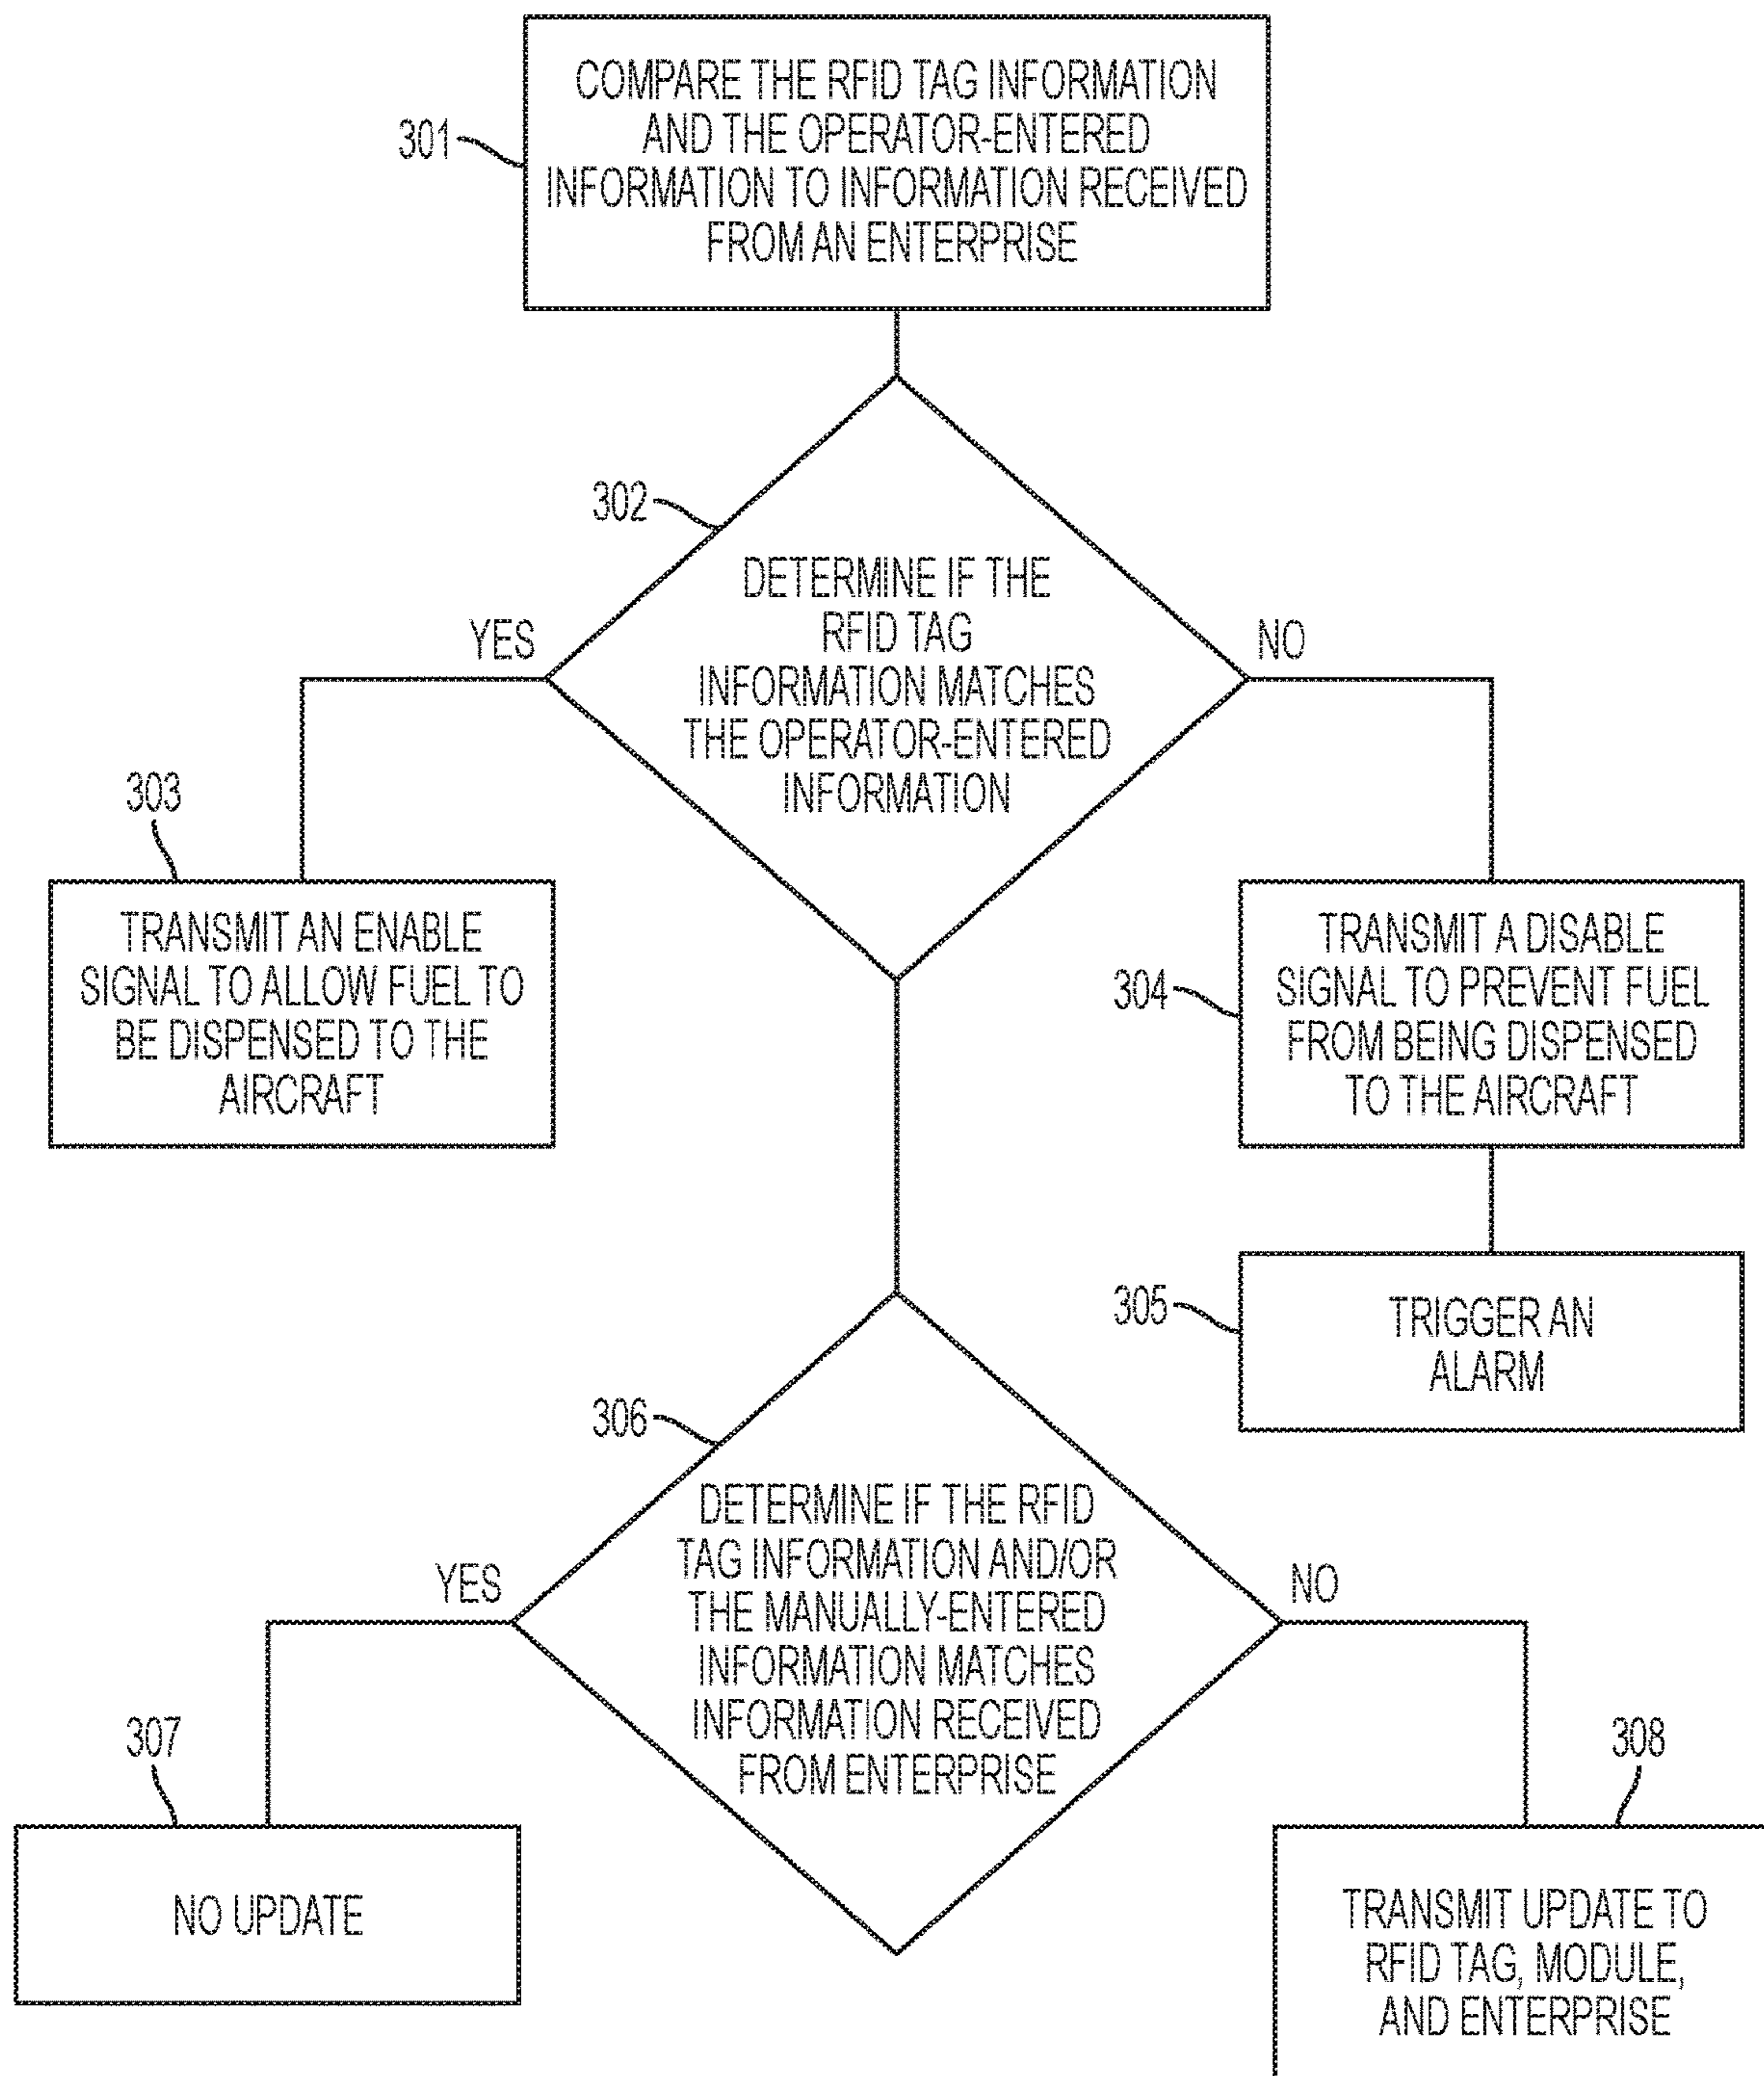 COMPARE THE RFID TAG INFORMATION
AND THE OPERATOR-ENTERED
INFORMATION TO INFORMATION RECEIVED
FROM AN ENTERPRISE
301
302
DETERMINE IF THE
RFID TAG
INFORMATION MATCHES
THE OPERATOR-ENTERED
INFORMATION
YES
NO
303
TRANSMIT AN ENABLE
SIGNAL TO ALLOW FUEL TO
BE DISPENSED TO THE
AIRCRAFT
304
TRANSMIT A DISABLE
SIGNAL TO PREVENT FUEL
FROM BEING DISPENSED
TO THE AIRCRAFT
305
TRIGGER AN
ALARM
306
DETERMINE IF THE RFID
TAG INFORMATION AND/OR
THE MANUALLY-ENTERED
INFORMATION MATCHES
INFORMATION RECEIVED
FROM ENTERPRISE
YES
NO
307
NO UPDATE
308
TRANSMIT UPDATE TO
RFID TAG, MODULE,
AND ENTERPRISE